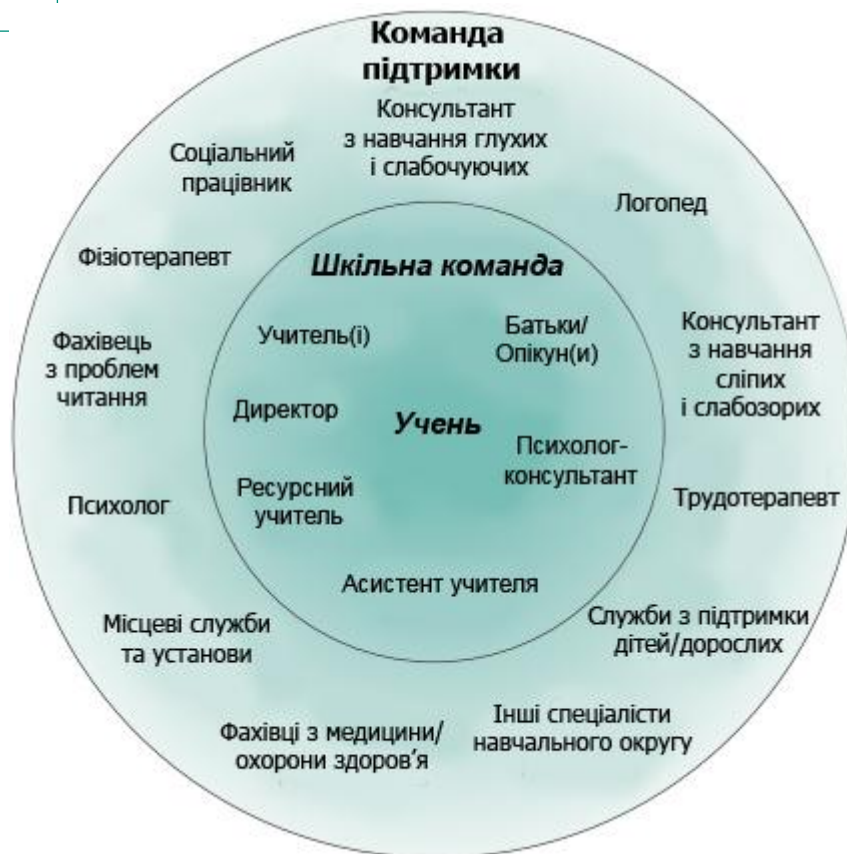 Команда
підтримки
Консультант
з навчання глухих
і слабочуючих
Соціальний
працівник
Логопед
Фізіотерапевт
Шкільна команда
Учитель(і)
Батьки/
Опікун(и)
Фахівець
з проблем
читання
Консультант
з навчання
сліпих
і слабозорих
Директор
Учень
Психолог-
консультант
Ресурсний
учитель
Психолог
Трудотерапевт
Асистент учителя
Місцеві служби
та установи
Служби з підтримки
дітей/дорослих
Фахівці з медицини/
охорони здоров’я
Інші спеціалісти
навчального округу